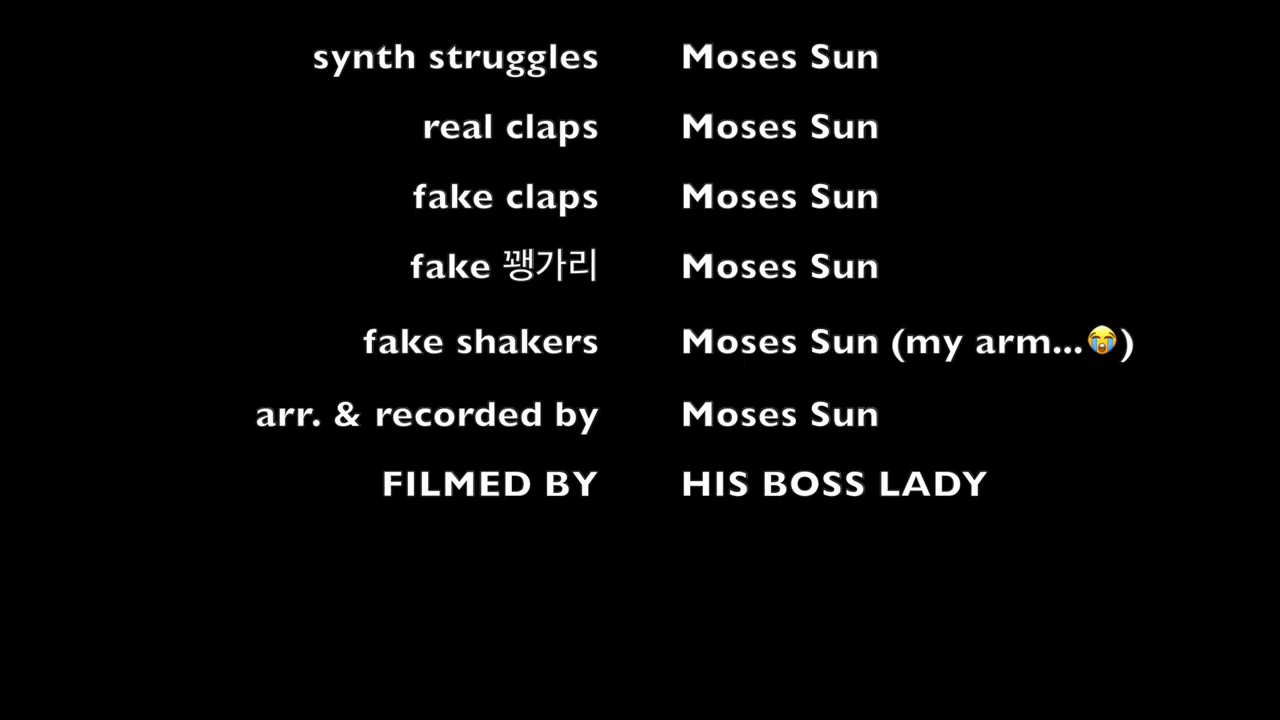 synth struggles Moses Sun
real claps Moses Sun
fake claps Moses Sun
fake 꽹가리 Moses Sun
fake shakers Moses Sun (my arm...😭)
arr. & recorded by Moses Sun
FILMED BY HIS BOSS LADY